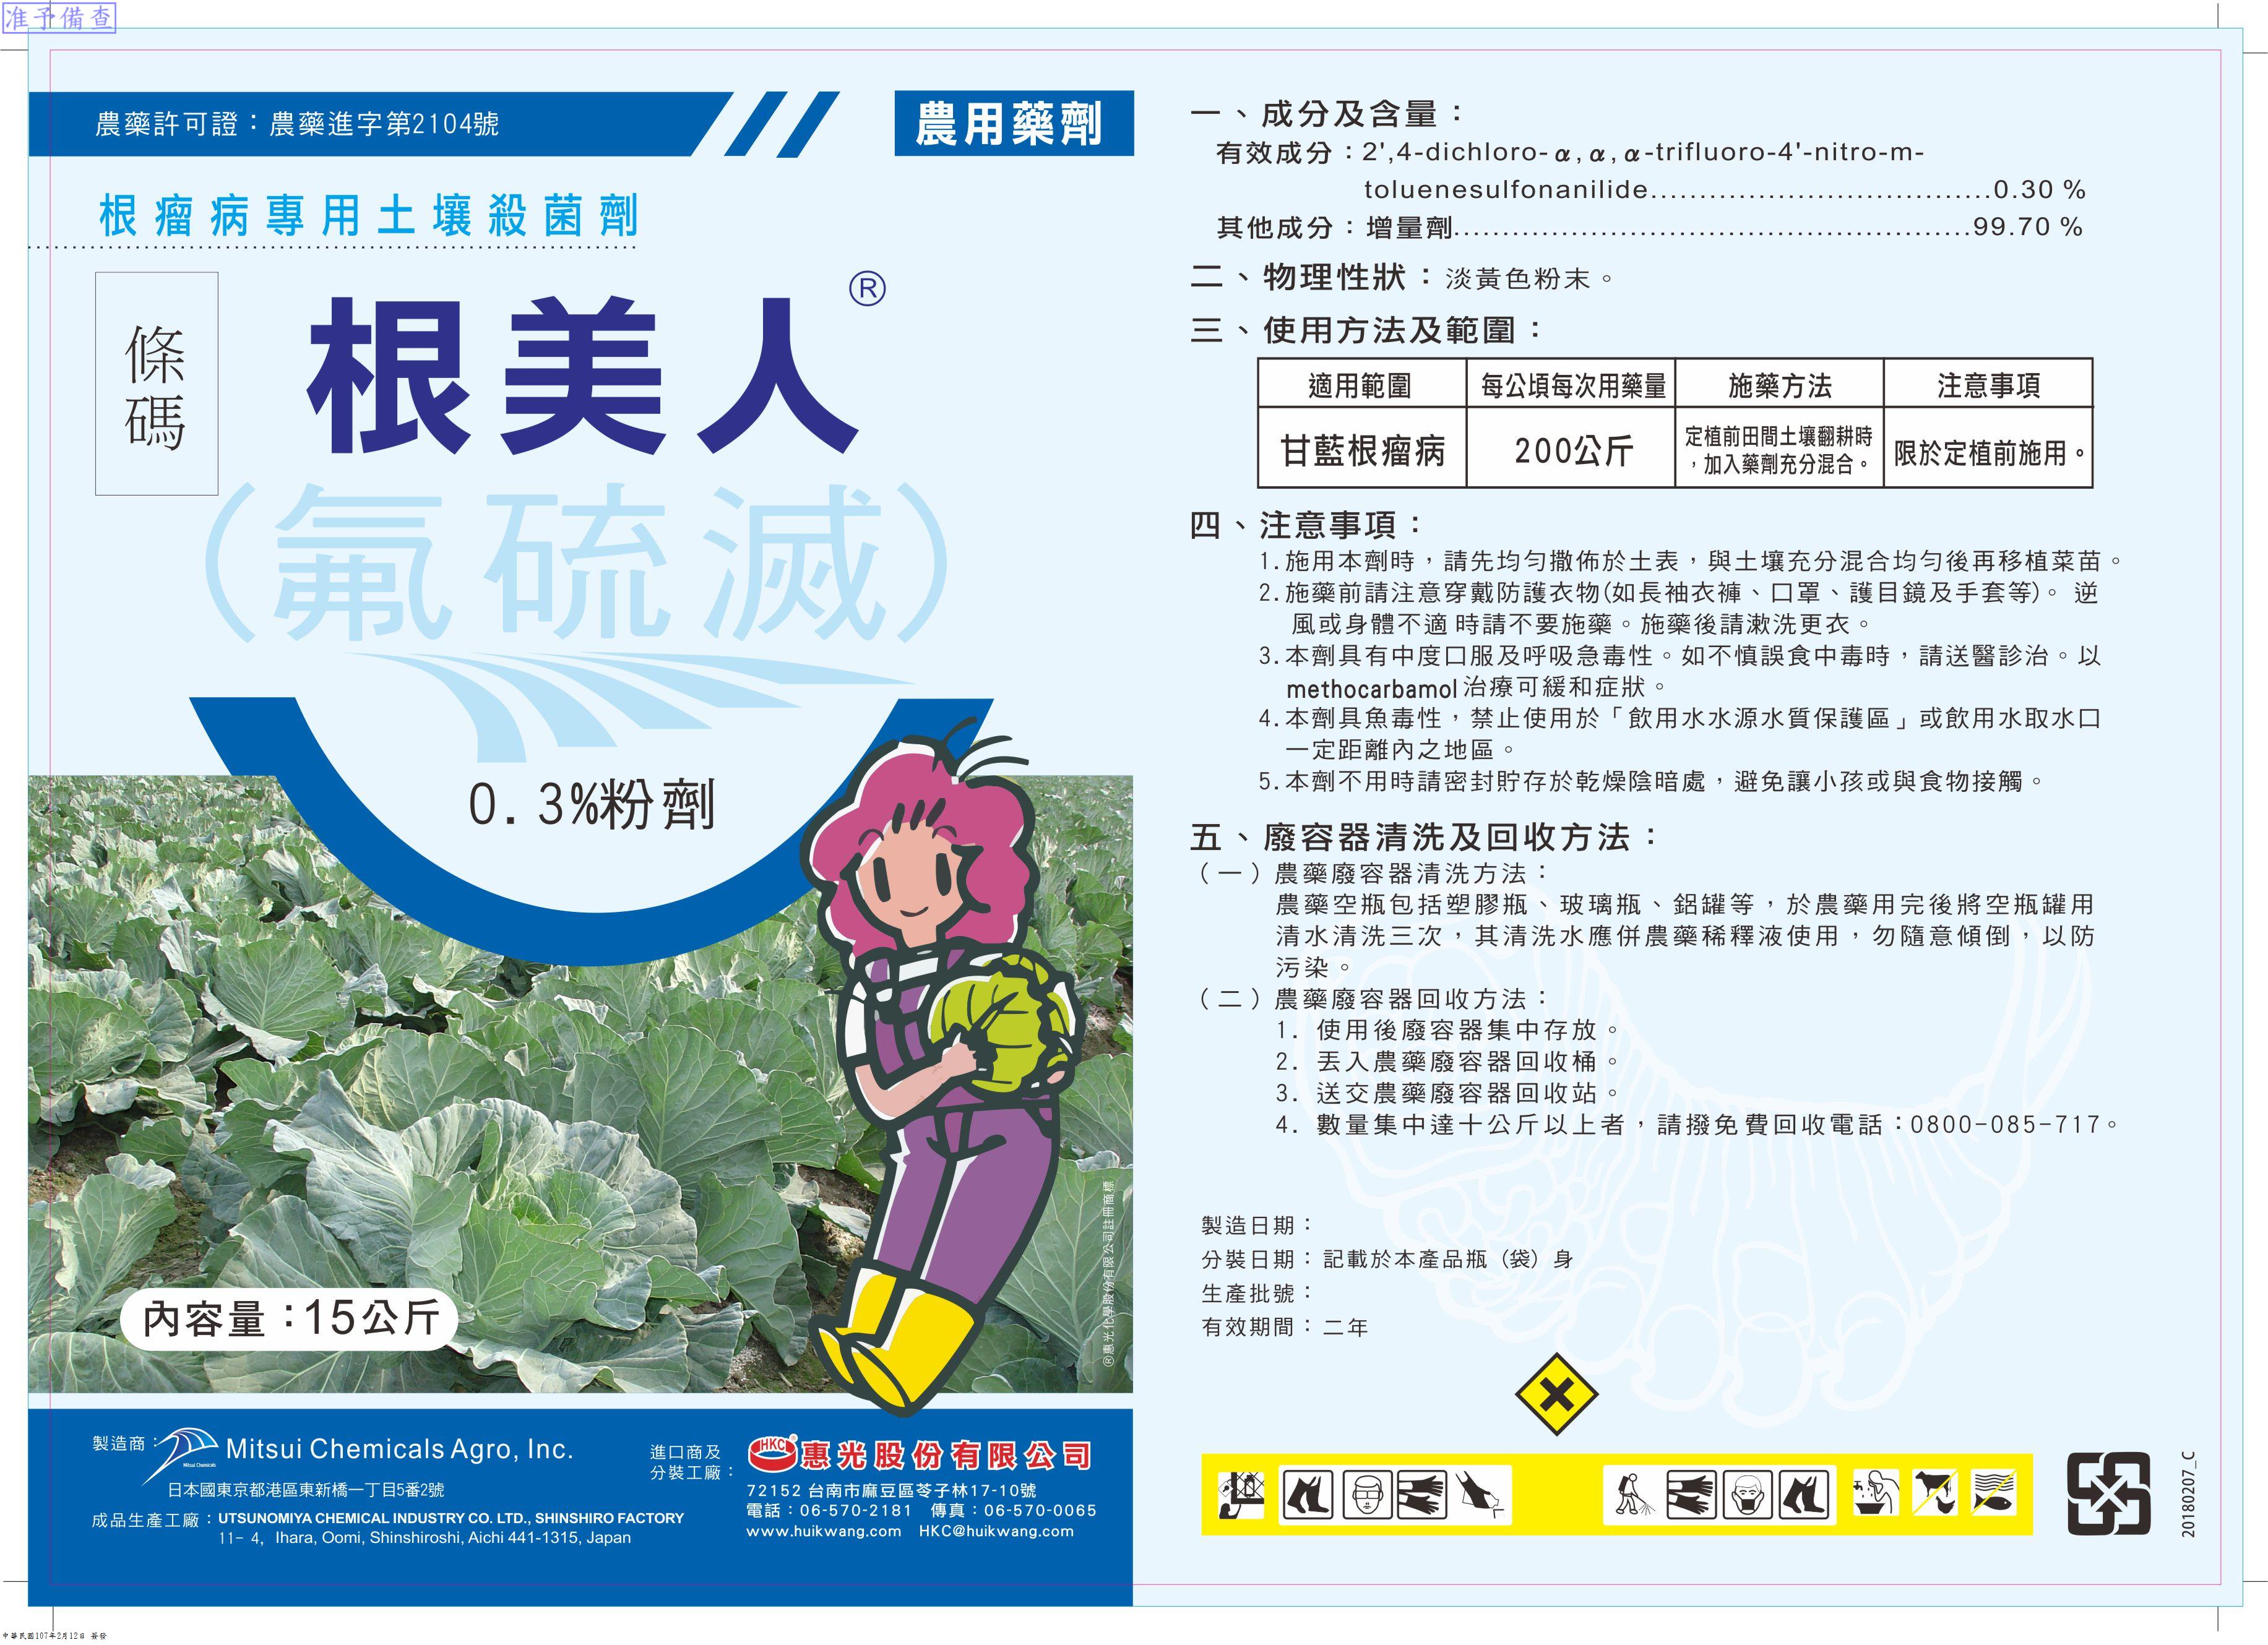 准予備查
農藥許可證：農藥進字第2104號
農用藥劑
根瘤病專用土壤殺菌劑
條碼
根美人®
（氟硫滅）
0.3%粉劑
內容量：15公斤
®惠光化學股份有限公司註冊商標
製造商：
Mitsui Chemicals
Mitsui Chemicals Agro, Inc.
日本國東京都港區東新橋一丁目5番2號
成品生產工廠：UTSUNOMIYA CHEMICAL INDUSTRY CO. LTD., SHINSHIRO FACTORY
11- 4, Ihara, Oomi, Shinshiroshi, Aichi 441-1315, Japan
進口商及
分裝工廠：
HKC® 惠光股份有限公司
72152 台南市麻豆區苓子林17-10號
電話：06-570-2181 傳真：06-570-0065
www.huikwang.com HKC@huikwang.com
一、成分及含量：
有效成分：2',4-dichloro-α,α,α-trifluoro-4'-nitro-m-
toluenesulfonanilide...................................0.30 %
其他成分：增量劑.....................................................99.70 %
二、物理性狀：淡黃色粉末。
三、使用方法及範圍：
適用範圍 每公頃每次用藥量 施藥方法 注意事項
甘藍根瘤病 200公斤 定植前田間土壤翻耕時，加入藥劑充分混合。 限於定植前施用。
四、注意事項：
1.施用本劑時，請先均勻撒佈於土表，與土壤充分混合均勻後再移植菜苗。
2.施藥前請注意穿戴防護衣物(如長袖衣褲、口罩、護目鏡及手套等)。 逆
風或身體不適 時請不要施藥。施藥後請漱洗更衣。
3.本劑具有中度口服及呼吸急毒性。如不慎誤食中毒時，請送醫診治。以
methocarbamol治療可緩和症狀。
4.本劑具魚毒性，禁止使用於「飲用水水源水質保護區」或飲用水取水口
一定距離內之地區。
5.本劑不用時請密封貯存於乾燥陰暗處，避免讓小孩或與食物接觸。
五、廢容器清洗及回收方法：
（一）農藥廢容器清洗方法：
農藥空瓶包括塑膠瓶、玻璃瓶、鋁罐等，於農藥用完後將空瓶罐用
清水清洗三次，其清洗水應併農藥稀釋液使用，勿隨意傾倒，以防
污染。
（二）農藥廢容器回收方法：
1. 使用後廢容器集中存放。
2. 丟入農藥廢容器回收桶。
3. 送交農藥廢容器回收站。
4. 數量集中達十公斤以上者，請撥免費回收電話：0800-085-717。
製造日期：
分裝日期：記載於本產品瓶（袋）身
生產批號：
有效期間：二年
20180207_C
中華民國107年2月12日 簽發